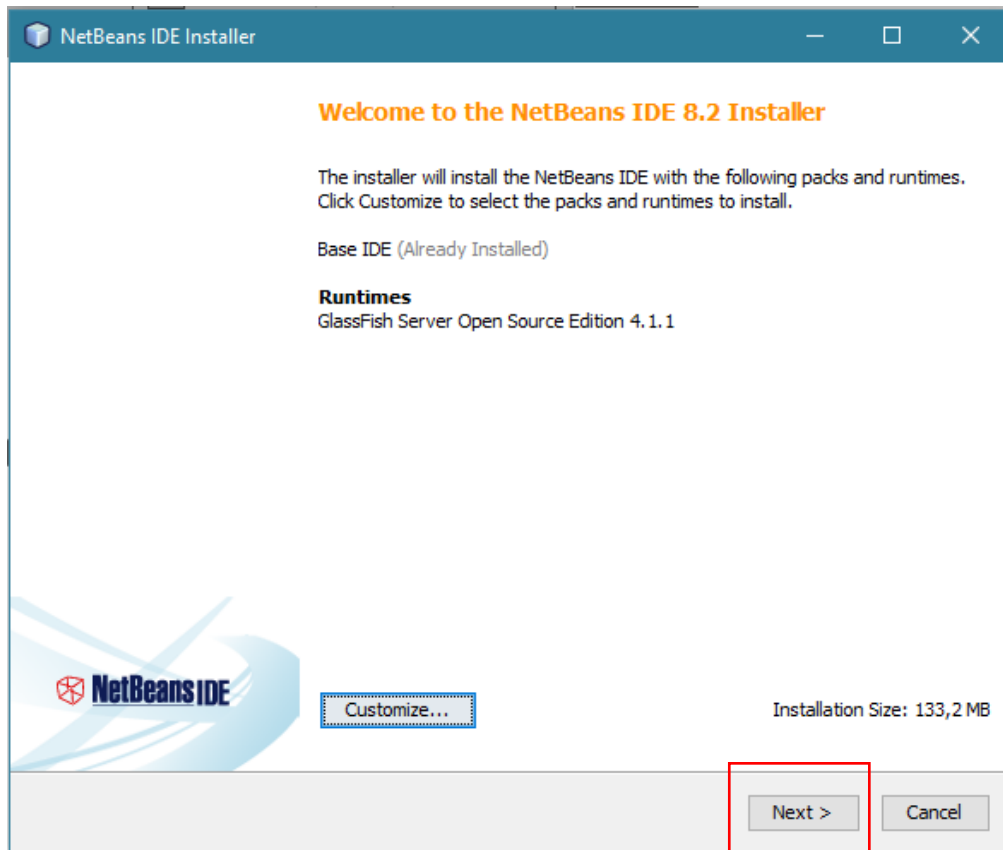 NetBeans IDE Installer
Welcome to the NetBeans IDE 8.2 Installer
The installer will install the NetBeans IDE with the following packs and runtimes.
Click Customize to select the packs and runtimes to install.
Base IDE (Already Installed)
Runtimes
GlassFish Server Open Source Edition 4.1.1
NetBeans IDE
Customize...
Installation Size: 133,2 MB
Next >
Cancel